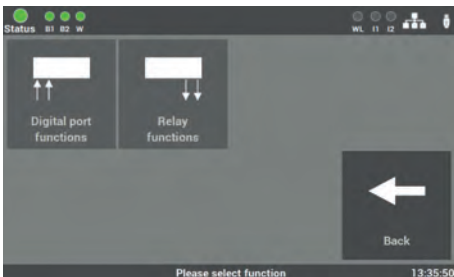 Status B1 B2 W WL I1 I2
Digital port
functions
Relay
functions
Back
Please select function 13:35:50